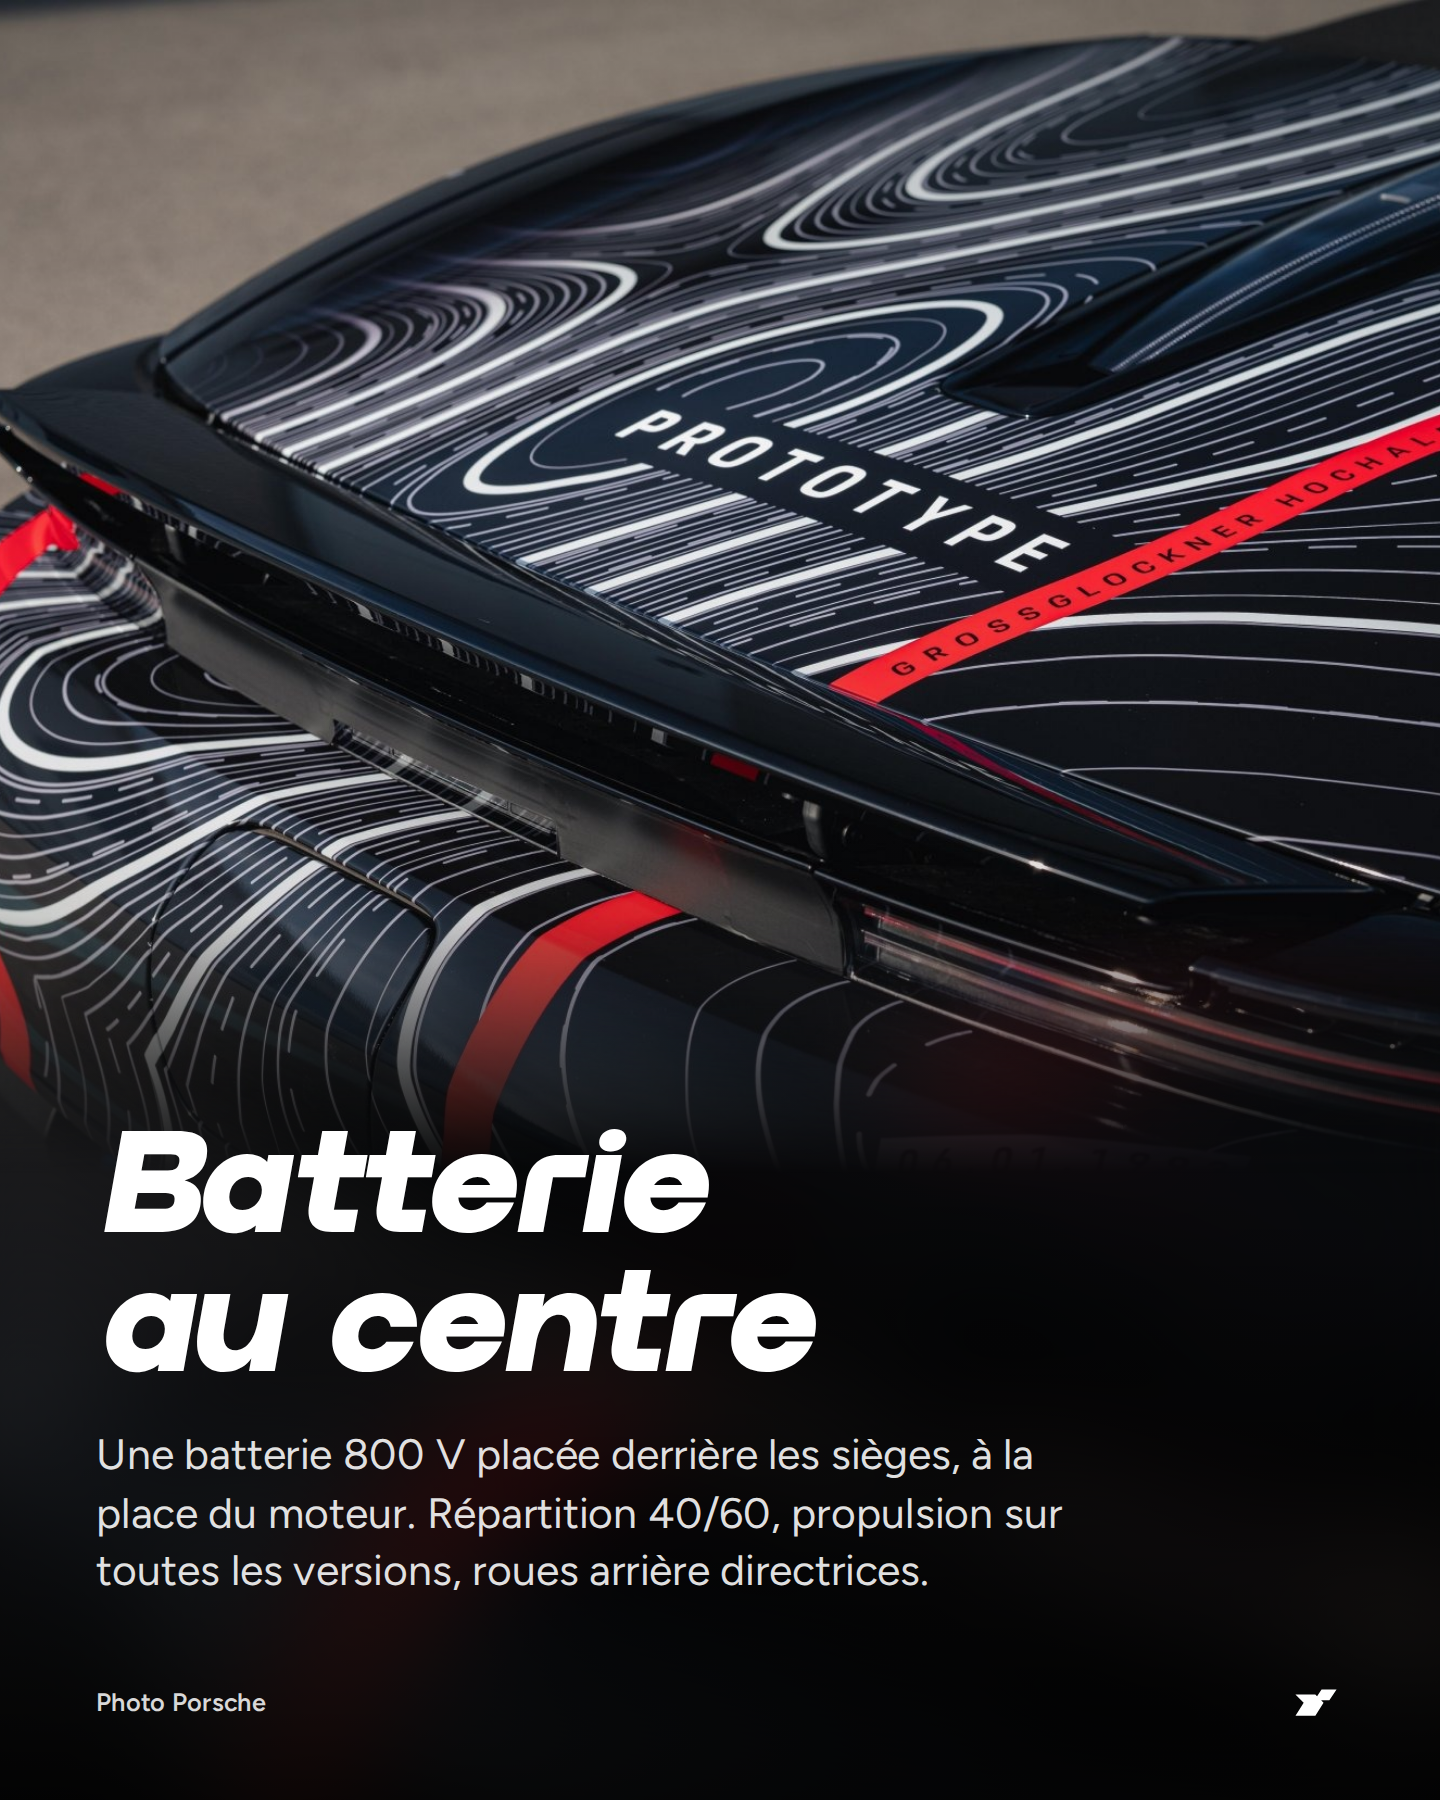 PROTOTYPE
GROSSGLOCKNER HOCHAL
Batterie
au centre
Une batterie 800 V placée derrière les sièges, à la
place du moteur. Répartition 40/60, propulsion sur
toutes les versions, roues arrière directrices.
Photo Porsche